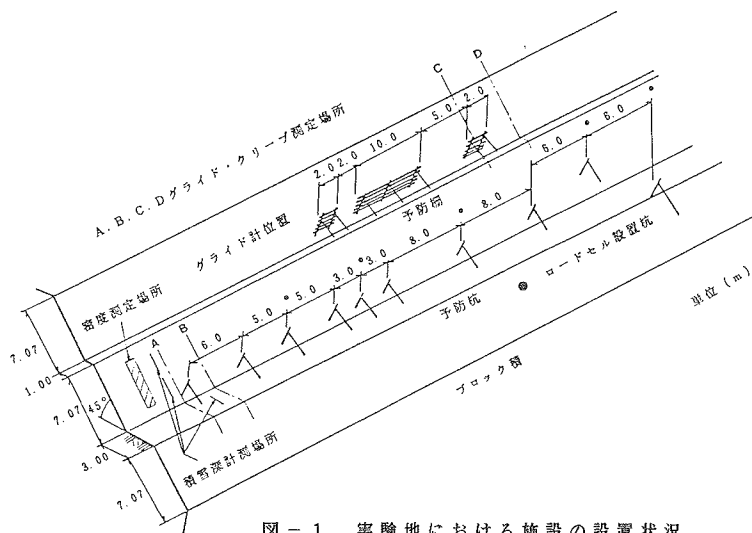 A.B.C.Dグライド・クリープ測定場所
グライド計位置
C
D
2.0
2.0
10.0
5.0
2.0
予防柵
密度測定場所
A
B
6.0
5.0
5.0
3.0
3.0
8.0
8.0
6.0
6.0
予防杭
ロードセル設置杭
ブロック積
単位(m)
積雪深計測場所
7.07
1.00
7.07
45°
3.00
7.07
図-1 実験地における施設の設置状況